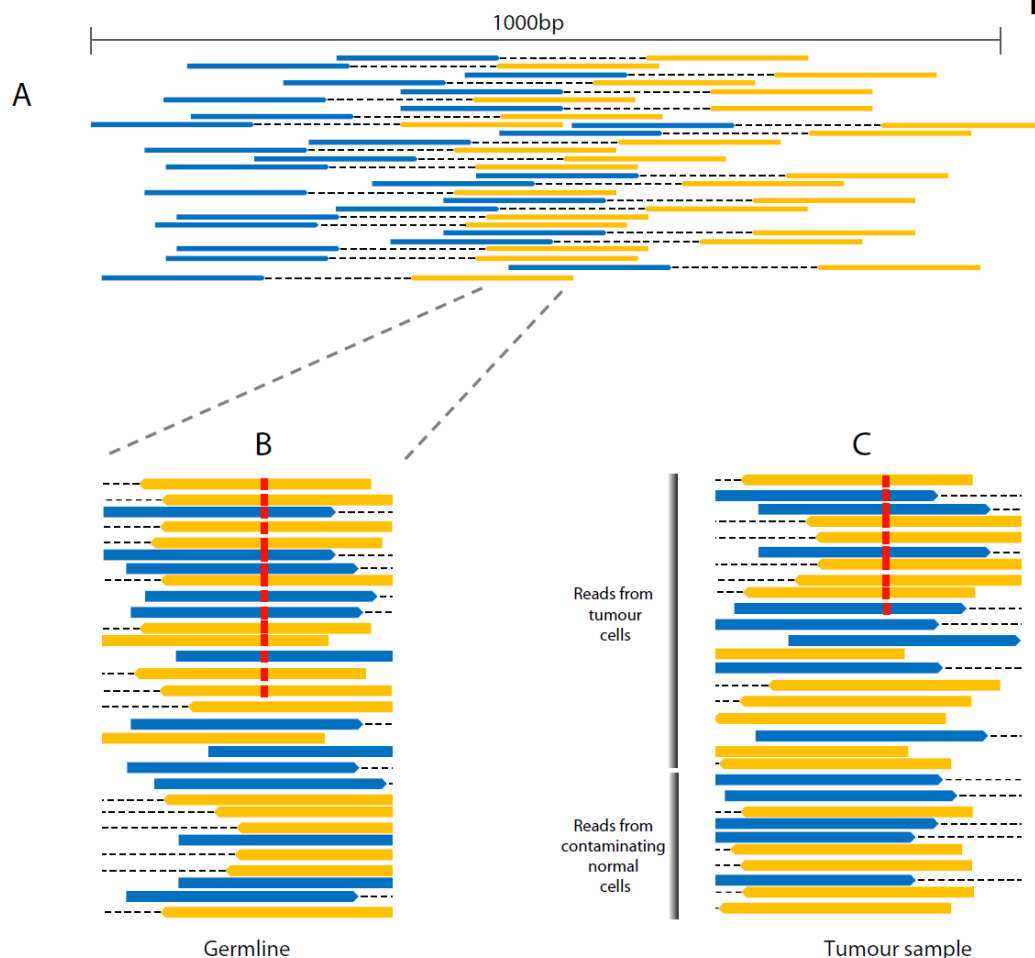 1000bp
A
B
C
Reads from
tumour
cells
Reads from
contaminating
normal
cells
Germline
Tumour sample